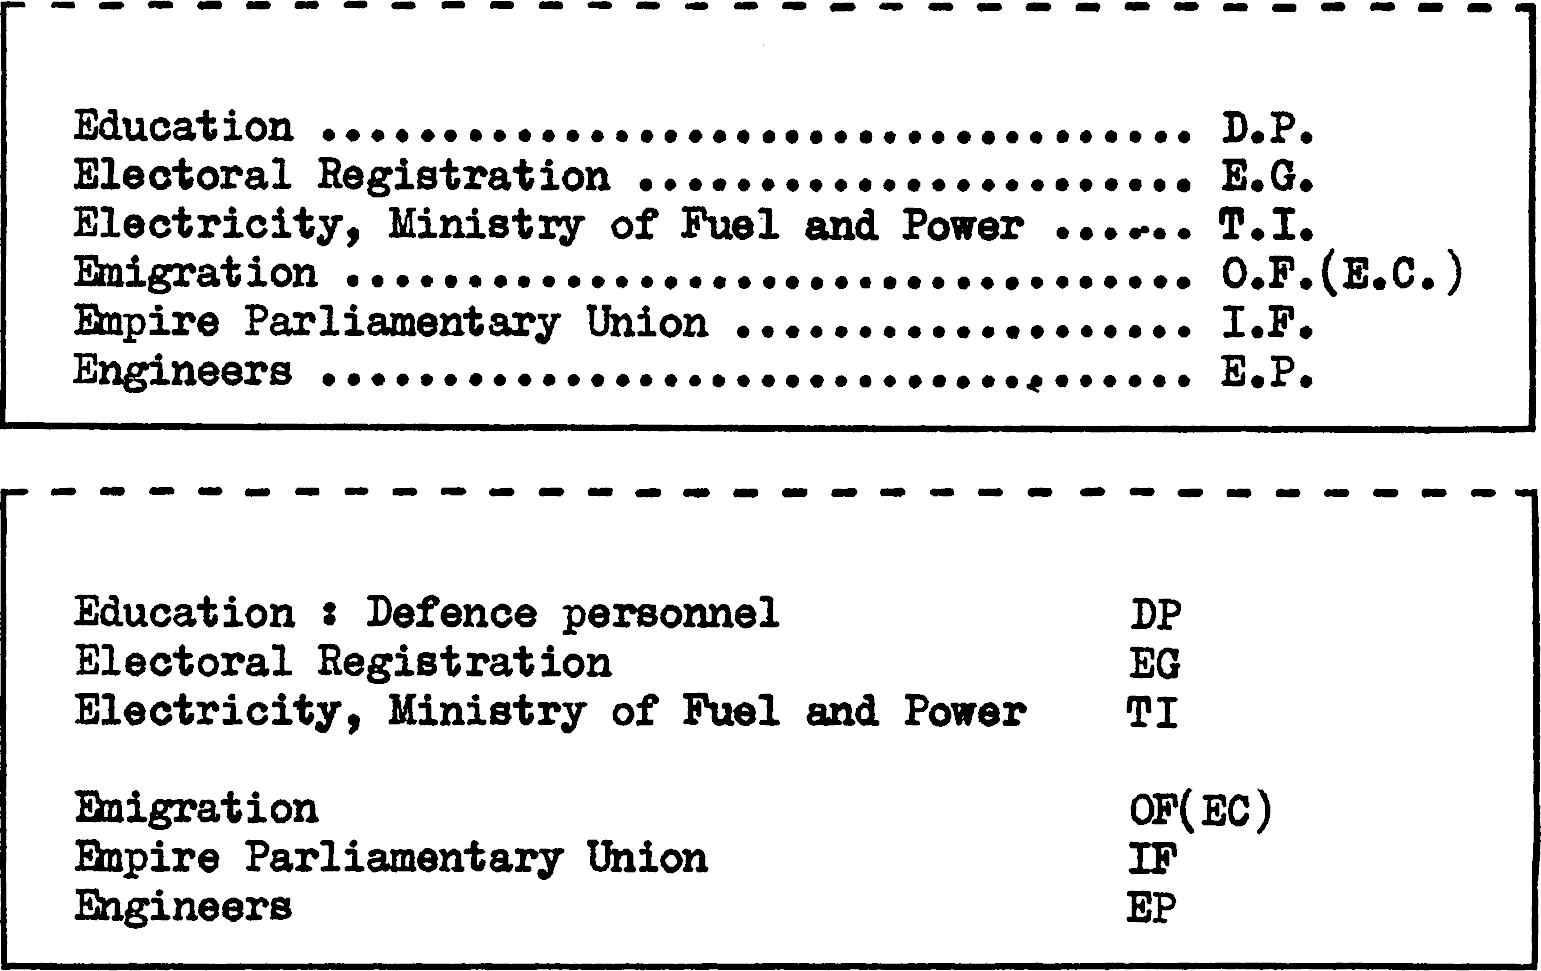 Education .................................... D.P.
Electoral Registration ....................... E.G.
Electricity, Ministry of Fuel and Power ...... T.I.
Emigration ................................... O.F.(E.C.)
Empire Parliamentary Union ................... I.F.
Engineers .................................... E.P.
Education : Defence personnel DP
Electoral Registration EG
Electricity, Ministry of Fuel and Power TI
Emigration OF(EC)
Empire Parliamentary Union IF
Engineers EP